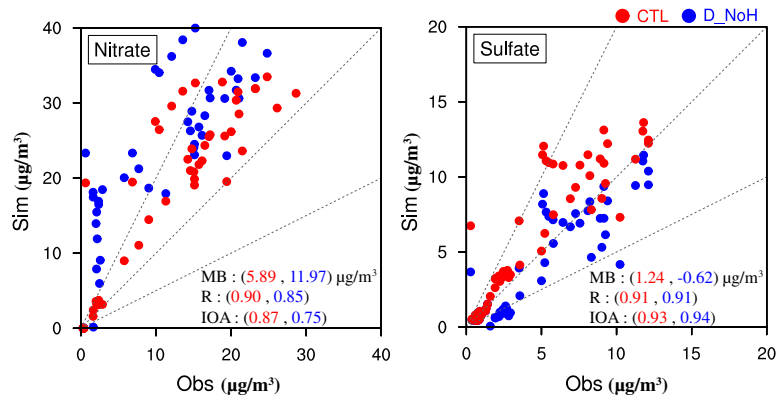 CTL D_NoH
Nitrate
Sim (µg/m³)
40
30
20
10
0
MB : (5.89 , 11.97) µg/m³
R : (0.90 , 0.85)
IOA : (0.87 , 0.75)
0 10 20 30 40
Obs (µg/m³)
Sulfate
Sim (µg/m³)
20
15
10
5
0
MB : (1.24 , -0.62) µg/m³
R : (0.91 , 0.91)
IOA : (0.93 , 0.94)
0 5 10 15 20
Obs (µg/m³)